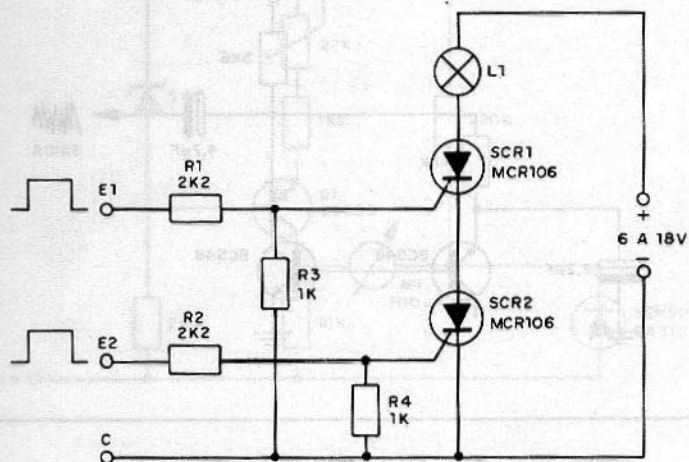 L1
SCR1
MCR106
R1
2K2
E1
+
6 A 18V
−
R3
1K
SCR2
MCR106
R2
2K2
E2
R4
1K
C